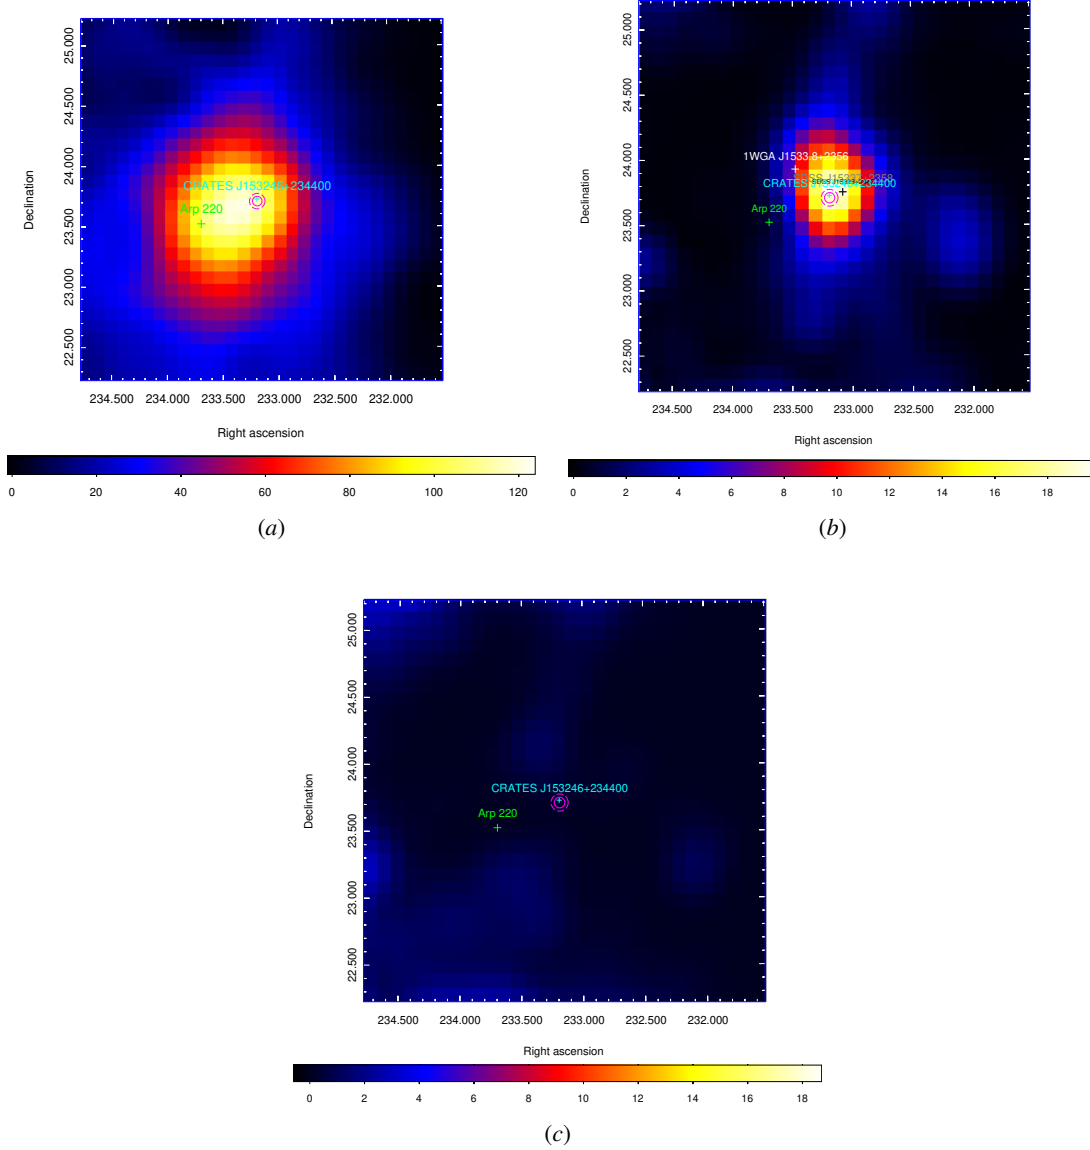 25.000
24.500
24.000
23.500
23.000
22.500
Declination
CRATES J153246+234400
Arp 220
234.500 234.000 233.500 233.000 232.500 232.000
Right ascension
0 20 40 60 80 100 120
(a)
25.000
24.500
24.000
23.500
23.000
22.500
Declination
1WGA J1533.8+2356
CRATES J153246+234400
Arp 220
234.500 234.000 233.500 233.000 232.500 232.000
Right ascension
0 2 4 6 8 10 12 14 16 18
(b)
25.000
24.500
24.000
23.500
23.000
22.500
Declination
CRATES J153246+234400
Arp 220
234.500 234.000 233.500 233.000 232.500 232.000
Right ascension
0 2 4 6 8 10 12 14 16 18
(c)